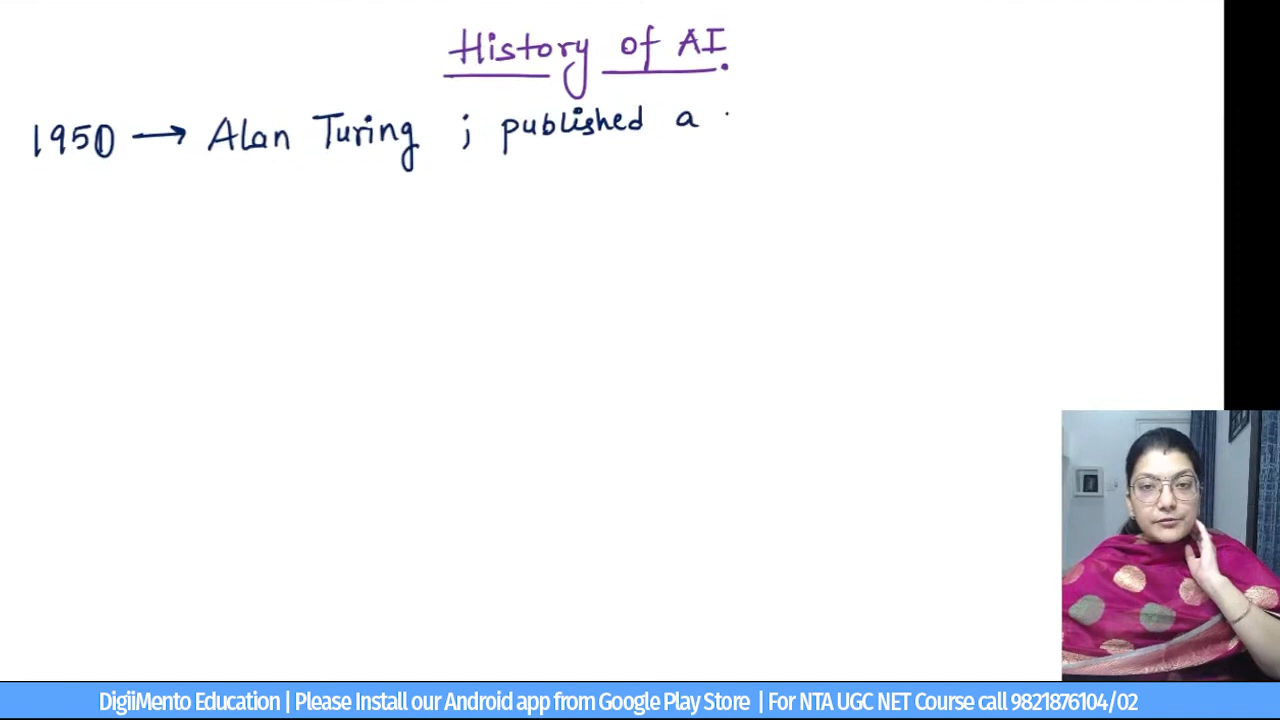 History of AI.
1950 → Alan Turing ; published a
DigiiMento Education | Please Install our Android app from Google Play Store | For NTA UGC NET Course call 9821876104/02